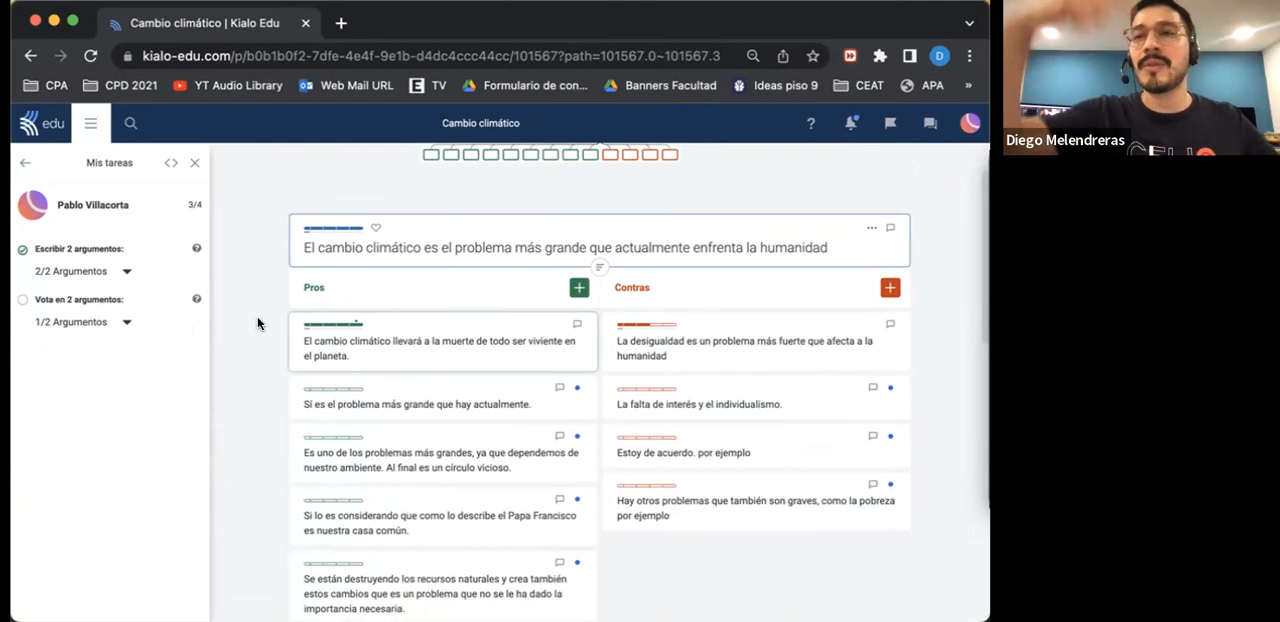 Cambio climático | Kialo Edu
kialo-edu.com/p/b0b1b0f2-7dfe-4e4f-9e1b-d4dc4ccc44cc/101567?path=101567.0~101567.3
CPA
CPD 2021
YT Audio Library
Web Mail URL
TV
Formulario de con...
Banners Facultad
Ideas piso 9
CEAT
APA
»
edu
Cambio climático
Diego Melendreras
Mis tareas
Pablo Villacorta
3/4
Escribir 2 argumentos:
2/2 Argumentos
Vota en 2 argumentos:
1/2 Argumentos
El cambio climático es el problema más grande que actualmente enfrenta la humanidad
Pros
Contras
El cambio climático llevará a la muerte de todo ser viviente en
el planeta.
Sí es el problema más grande que hay actualmente.
Es uno de los problemas más grandes, ya que dependemos de
nuestro ambiente. Al final es un círculo vicioso.
Si lo es considerando que como lo describe el Papa Francisco
es nuestra casa común.
Se están destruyendo los recursos naturales y crea también
estos cambios que es un problema que no se le ha dado la
importancia necesaria.
La desigualdad es un problema más fuerte que afecta a la
humanidad
La falta de interés y el individualismo.
Estoy de acuerdo. por ejemplo
Hay otros problemas que también son graves, como la pobreza
por ejemplo